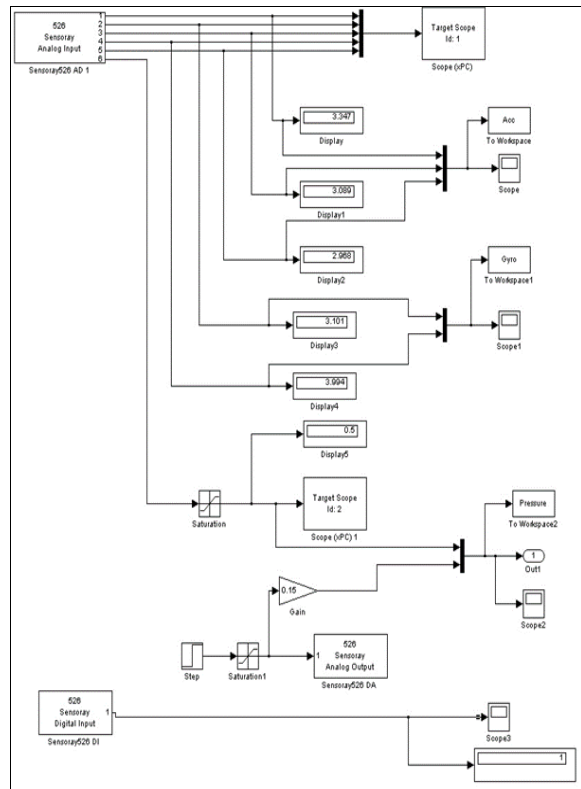 526
Sensoray
Analog Input
1
2
3
4
5
6
Sensoray526 AD 1
Target Scope
Id: 1
Scope (xPC)
3.347
Display
Acc
To Workspace
Scope
3.089
Display1
2.968
Display2
Gyro
To Workspace1
3.101
Display3
Scope1
3.994
Display4
0.5
Display5
Saturation
Target Scope
Id: 2
Scope (xPC) 1
Pressure
To Workspace2
1
Out1
0.15
Gain
Scope2
Step
Saturation1
1
526
Sensoray
Analog Output
Sensoray526 DA
526
Sensoray
Digital Input
1
Sensoray526 DI
Scope3
1